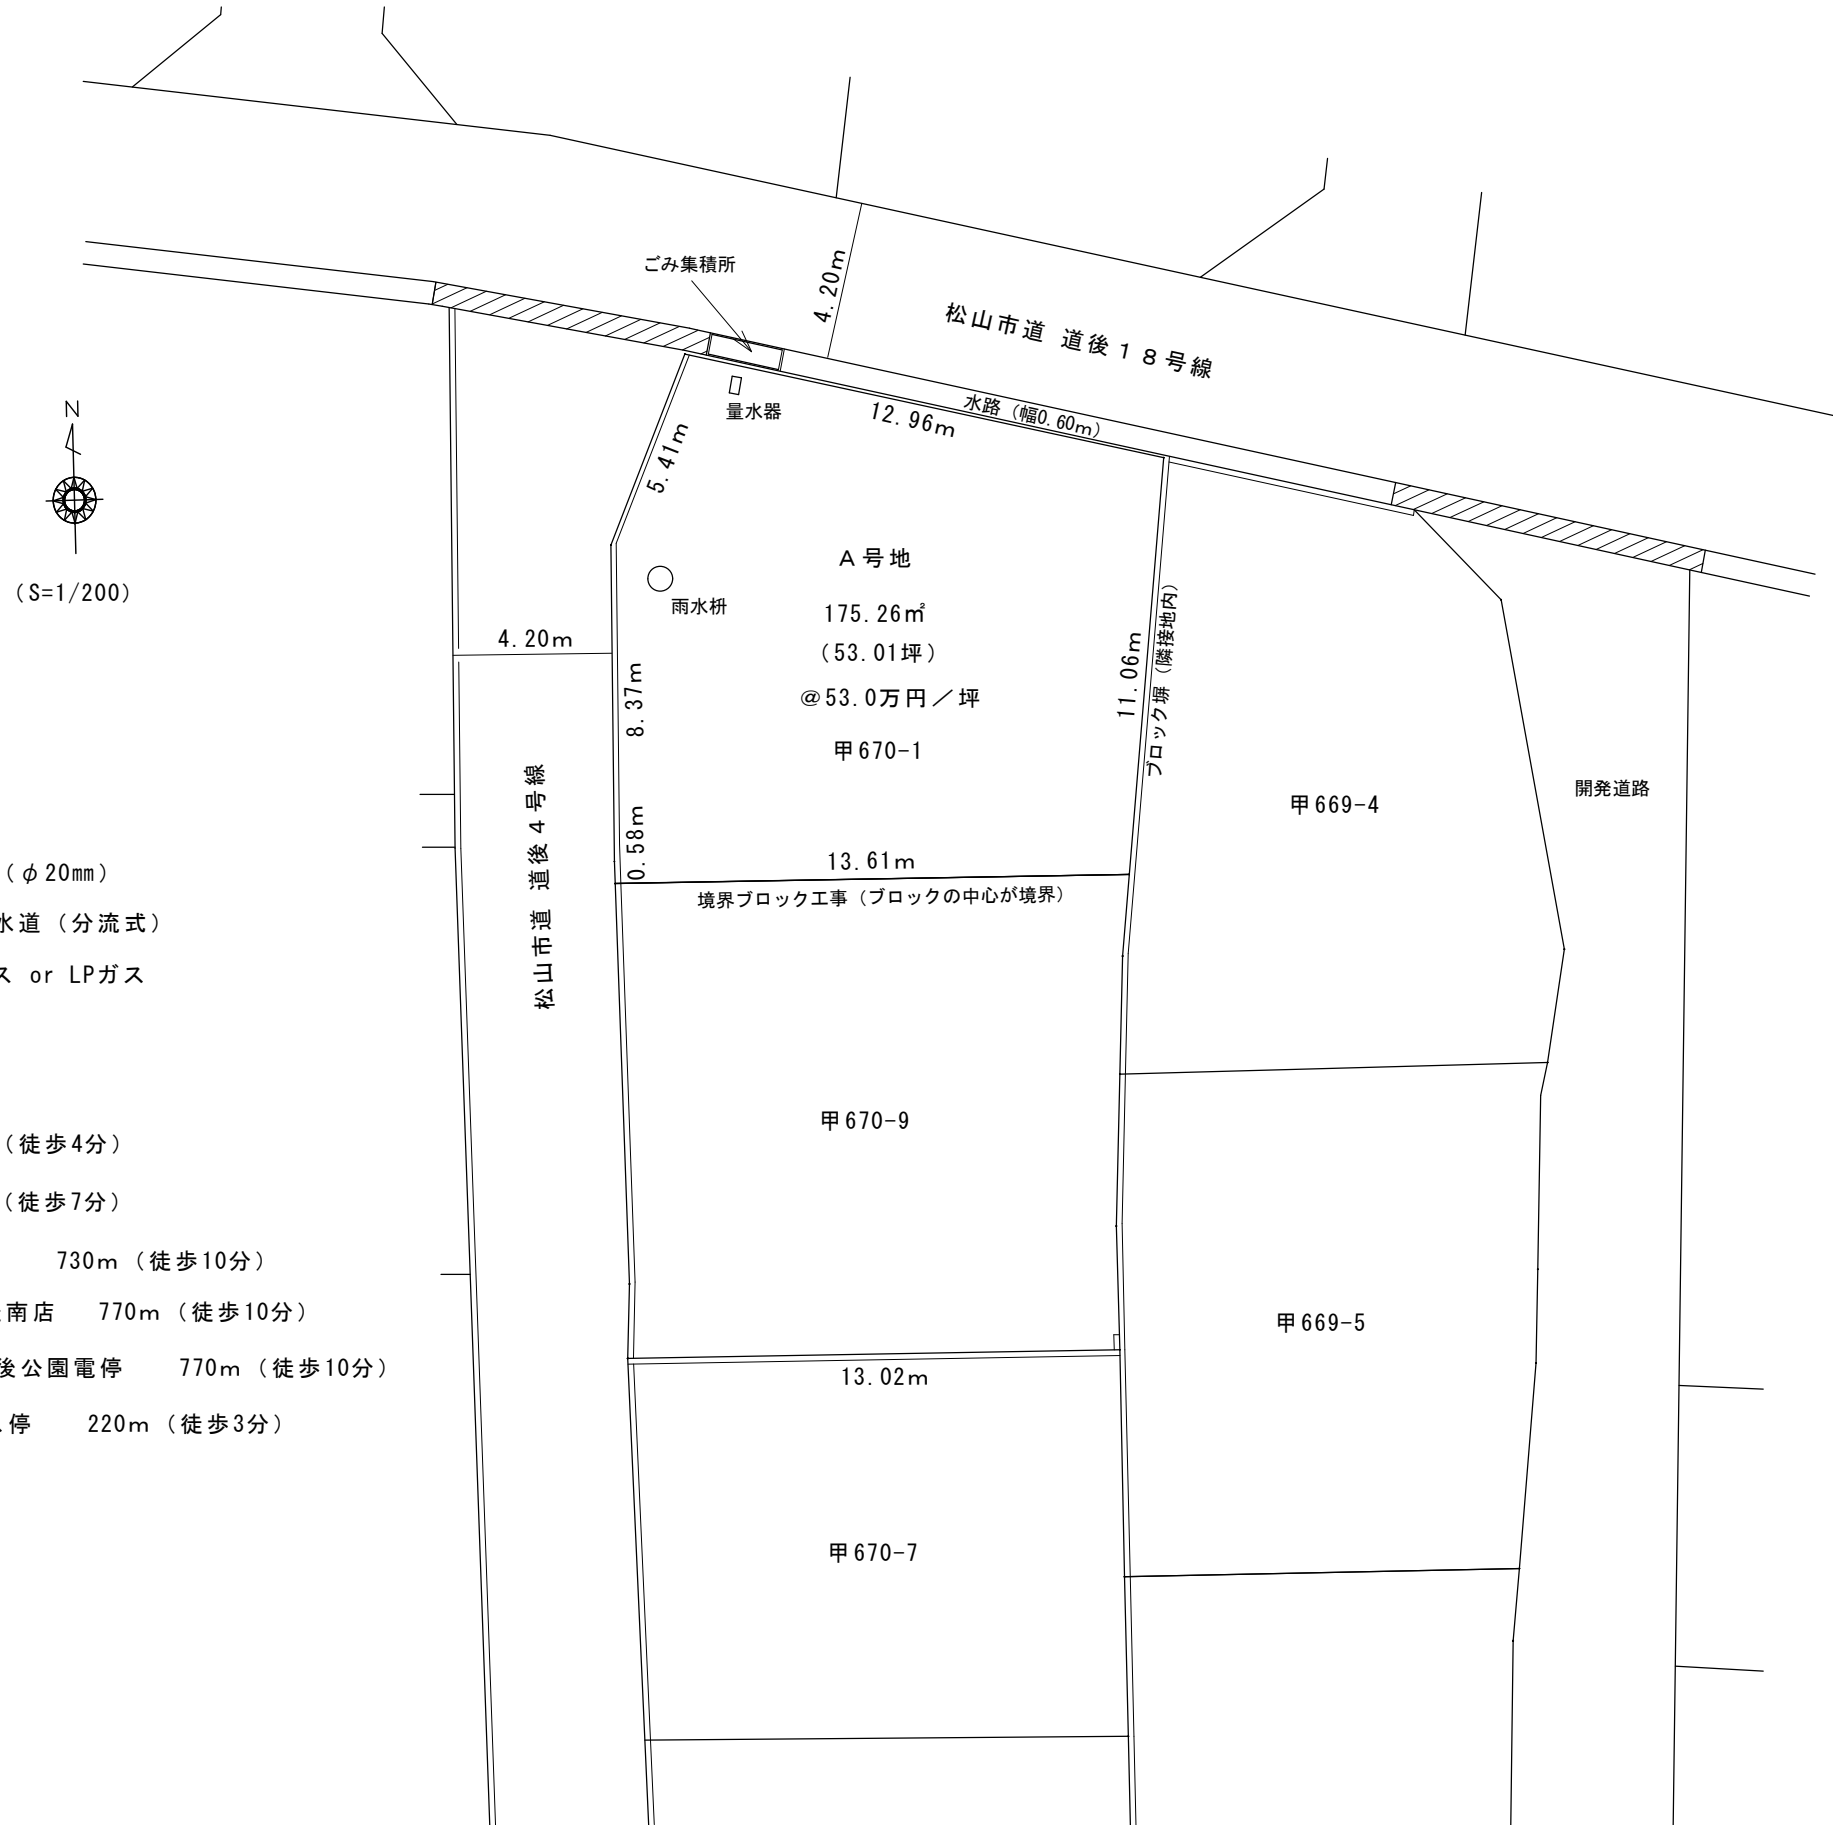 ごみ集積所
4.20m
松山市道 道後１８号線
水路（幅0.60m）
12.96m
量水器
5.41m
N
（S=1/200）
雨水枡
A号地
175.26㎡
（53.01坪）
@53.0万円／坪
甲670-1
4.20m
8.37m
0.58m
11.06m
ブロック塀（隣接地内）
松山市道 道後４号線
甲669-4
開発道路
13.61m
境界ブロック工事（ブロックの中心が境界）
（φ20㎜）
水道（分流式）
ス or LPガス
甲670-9
（徒歩4分）
（徒歩7分）
730m（徒歩10分）
南店 770m（徒歩10分）
後公園電停 770m（徒歩10分）
停 220m（徒歩3分）
甲669-5
13.02m
甲670-7